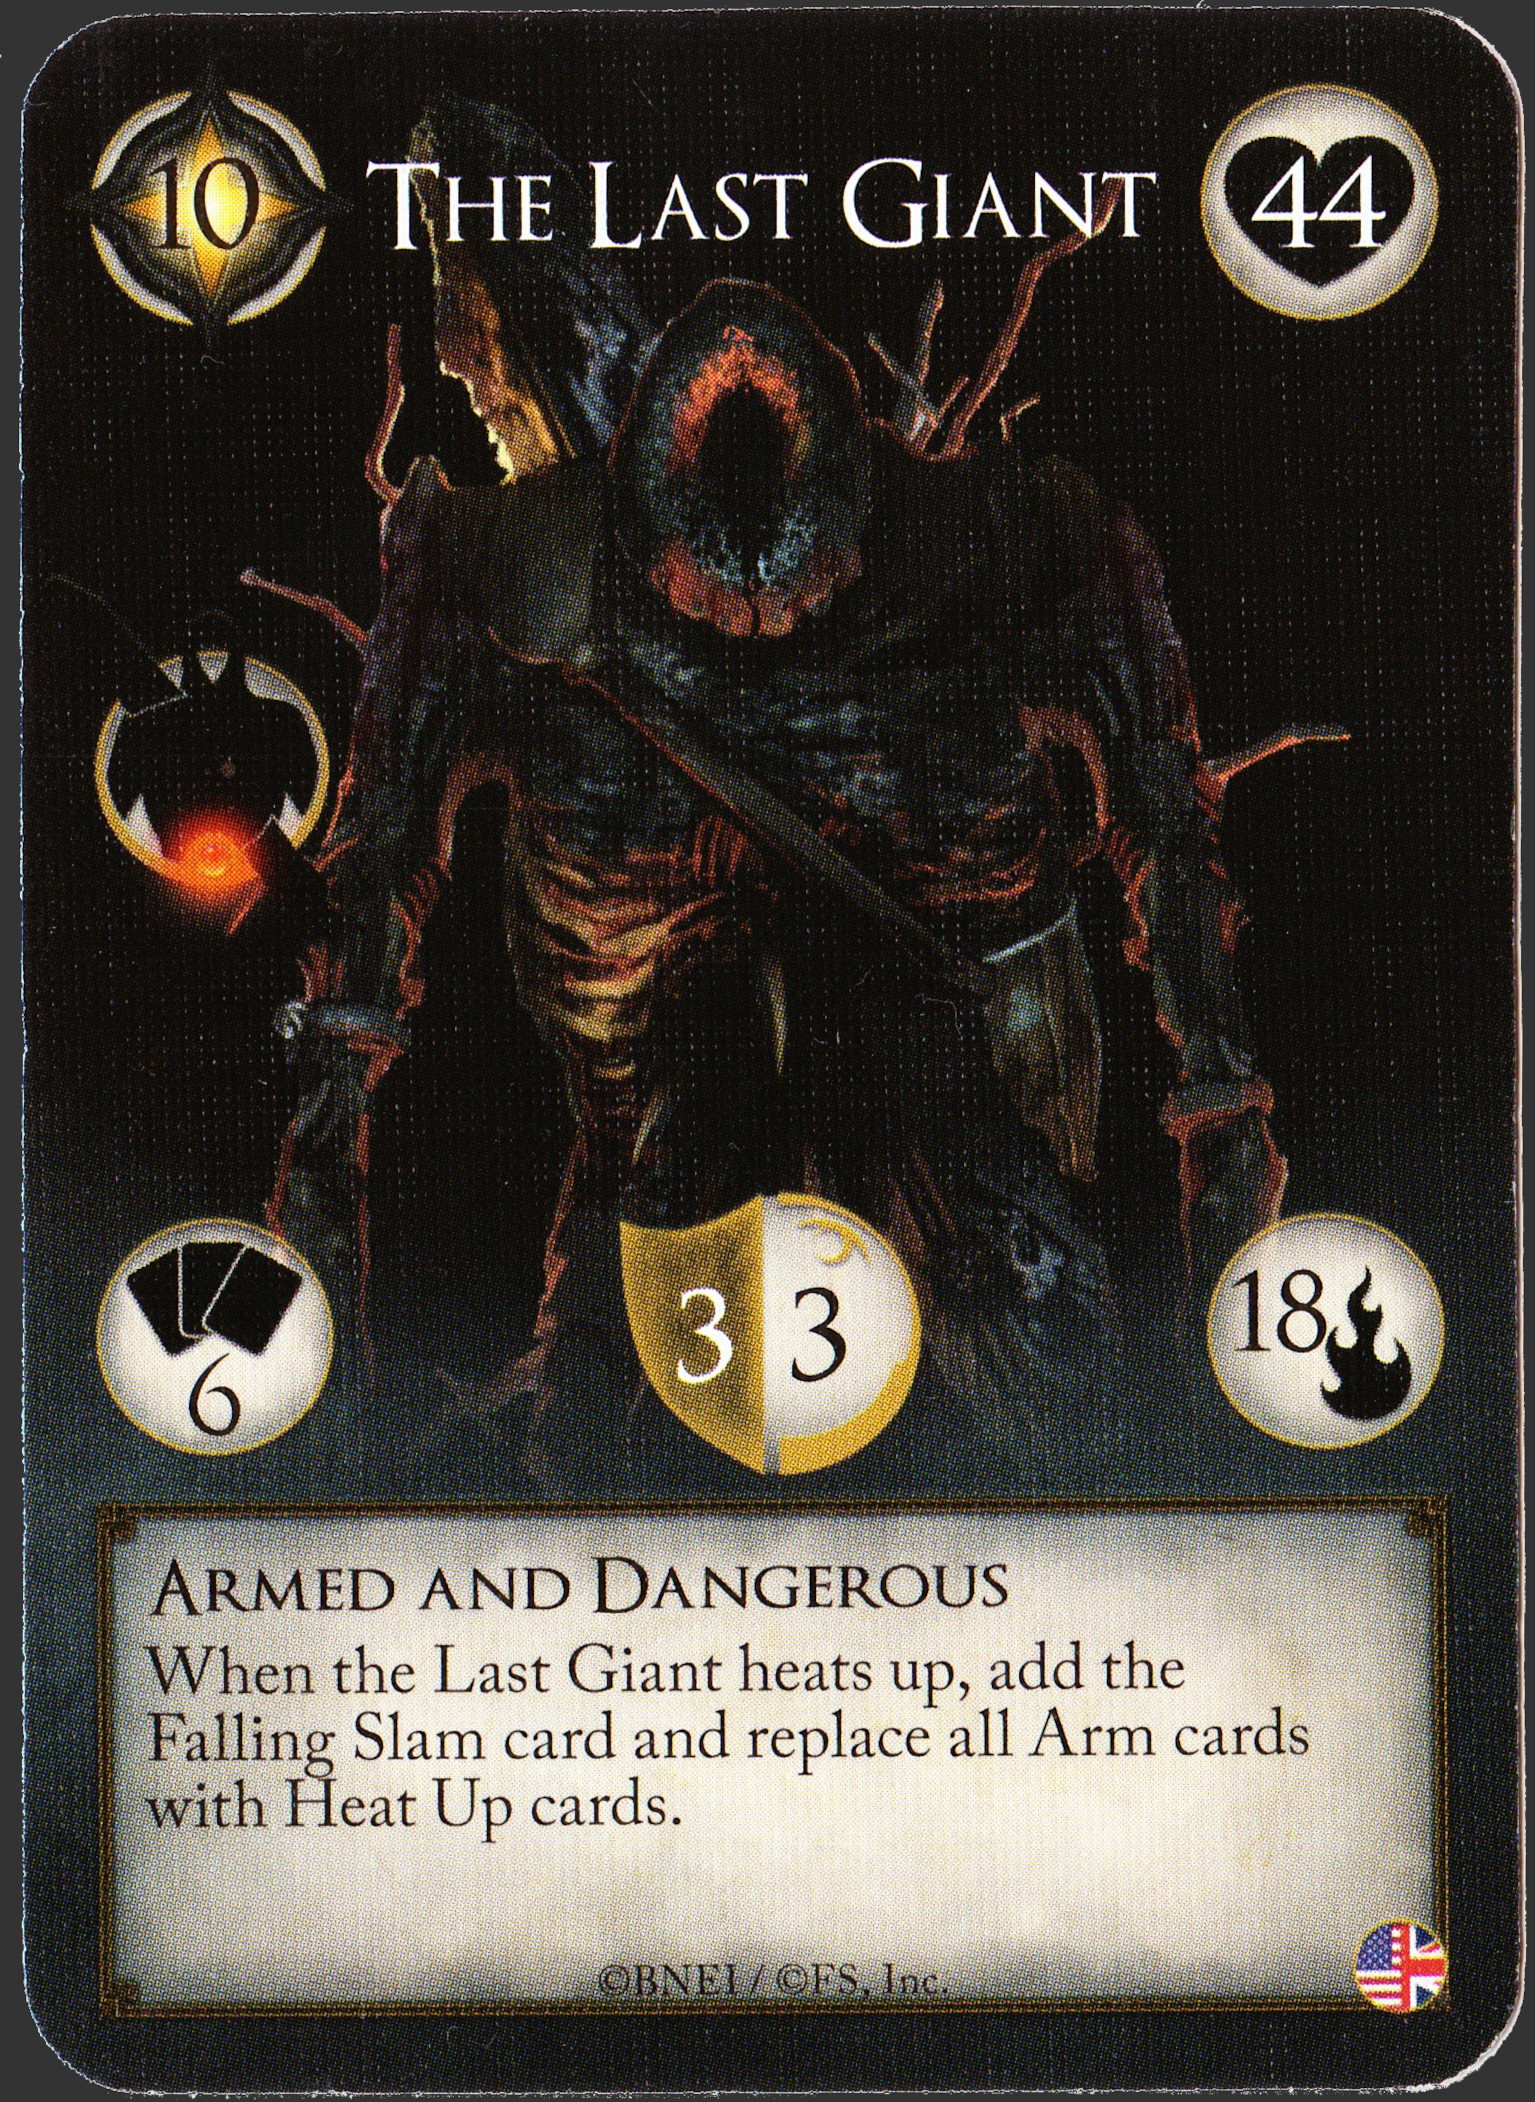 10 THE LAST GIANT 44
6
3 3
18
ARMED AND DANGEROUS
When the Last Giant heats up, add the
Falling Slam card and replace all Arm cards
with Heat Up cards.
©BNEI / ©FS, Inc.